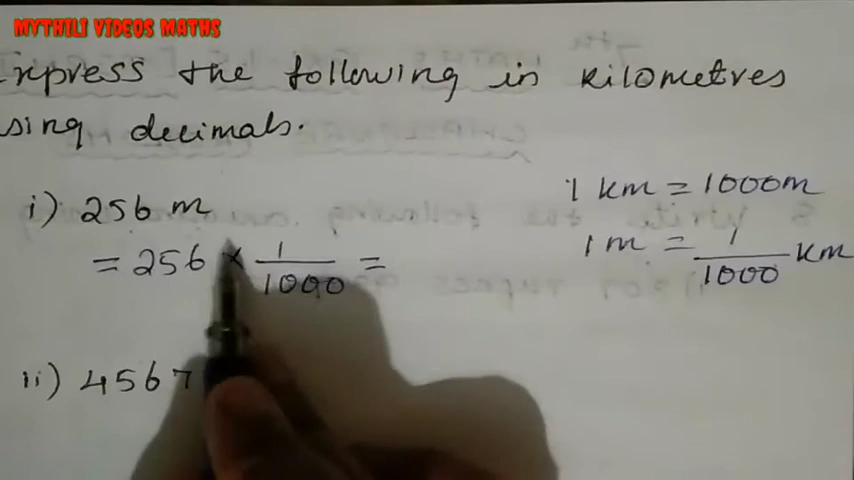 MYTHILI VIDEOS MATHS
Express the following in kilometres
sing decimals.
i) 256 m
= 256 × 1/1000 =
1 km = 1000m
1 m = 1/1000 km
ii) 4567